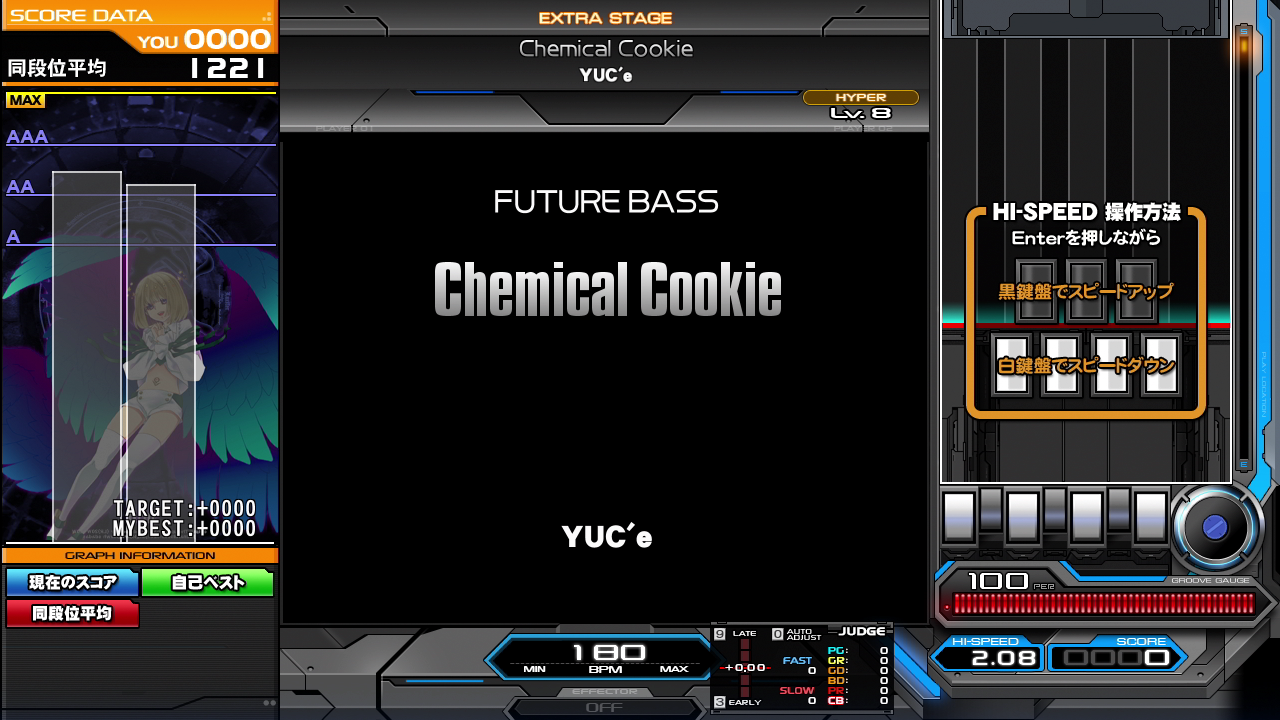 SCORE DATA
YOU 0000
同段位平均 1221
MAX
AAA
AA
A
TARGET:+0000
MYBEST:+0000
GRAPH INFORMATION
現在のスコア
自己ベスト
同段位平均
EXTRA STAGE
Chemical Cookie
YUC'e
HYPER
Lv. 8
PLAYER 01
PLAYER 02
FUTURE BASS
Chemical Cookie
YUC'e
180
MIN BPM MAX
EFFECTOR
OFF
9 LATE
0 AUTO ADJUST
JUDGE
+0.00
FAST
0
SLOW
0
3 EARLY
PG: 0
GR: 0
GD: 0
BD: 0
PR: 0
CB: 0
HI-SPEED 操作方法
Enterを押しながら
黒鍵盤でスピードアップ
白鍵盤でスピードダウン
100 PER
GROOVE GAUGE
HI-SPEED
2.08
SCORE
0000